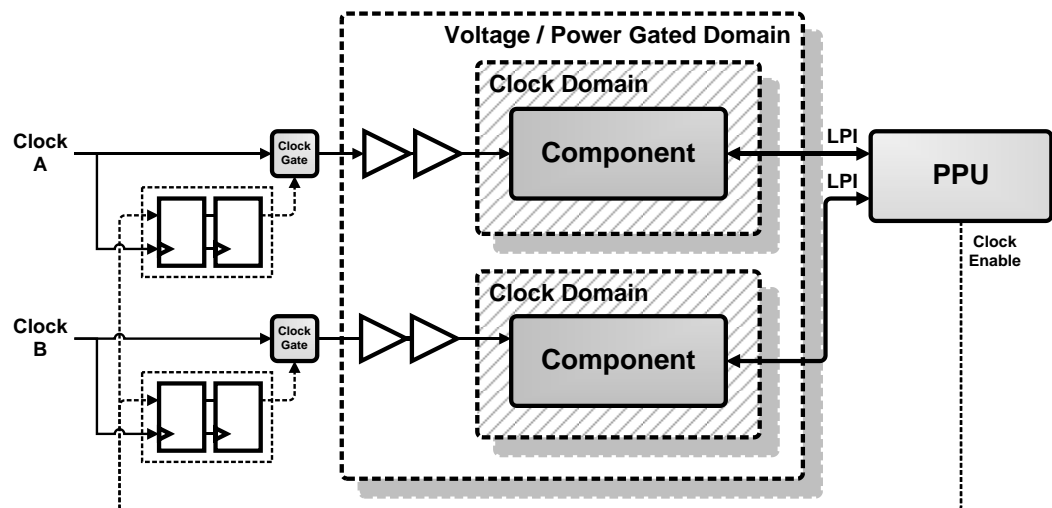 Voltage / Power Gated Domain
Clock Domain
Clock
A
Clock
Gate
Component
LPI
LPI
PPU
Clock
Enable
Clock Domain
Clock
B
Clock
Gate
Component